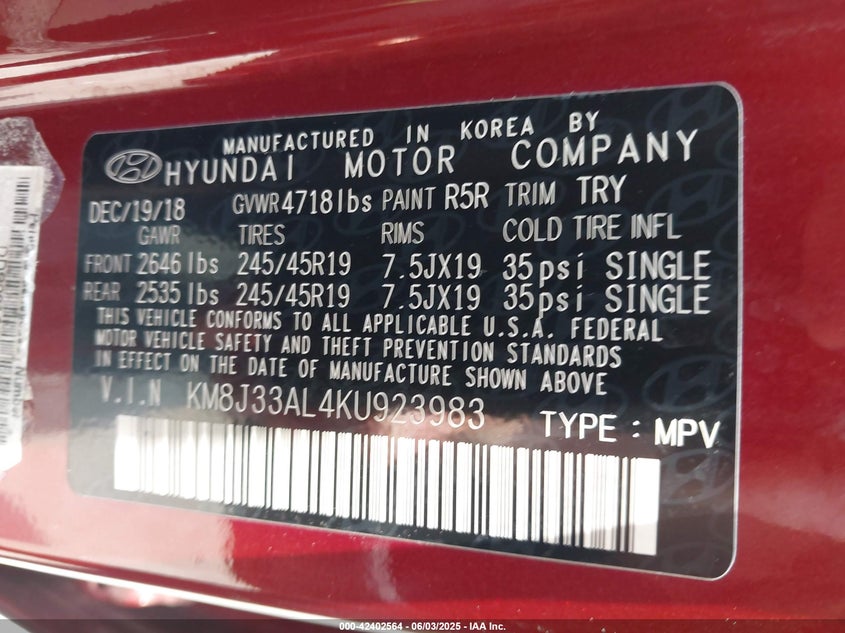 MANUFACTURED IN KOREA BY
HYUNDAI MOTOR COMPANY
DEC/19/18 GVWR 4718 lbs PAINT R5R TRIM TRY
GAWR TIRES RIMS COLD TIRE INFL
FRONT 2646 lbs 245/45R19 7.5JX19 35psi SINGLE
REAR 2535 lbs 245/45R19 7.5JX19 35psi SINGLE
THIS VEHICLE CONFORMS TO ALL APPLICABLE U.S.A. FEDERAL
MOTOR VEHICLE SAFETY AND THEFT PREVENTION STANDARDS
IN EFFECT ON THE DATE OF MANUFACTURE SHOWN ABOVE
V.I.N KM8J33AL4KU923983
TYPE : MPV
000-42402564 - 06/03/2025 - IAA Inc.